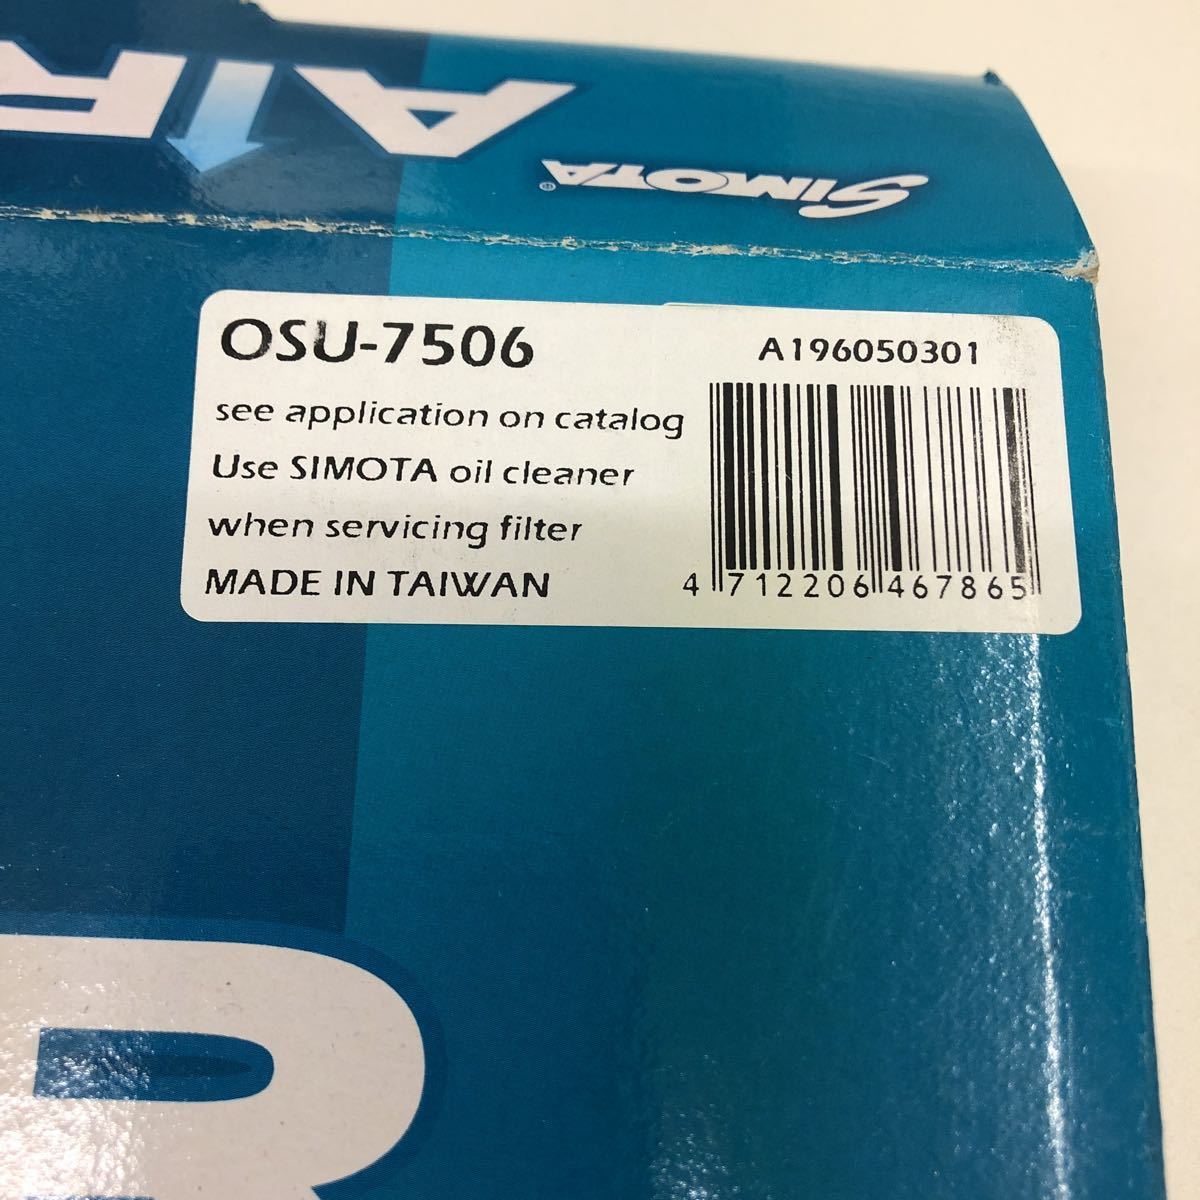 AIR
SIMOTA®
OSU-7506
A196050301
see application on catalog
Use SIMOTA oil cleaner
when servicing filter
MADE IN TAIWAN
4 712206 467865
R